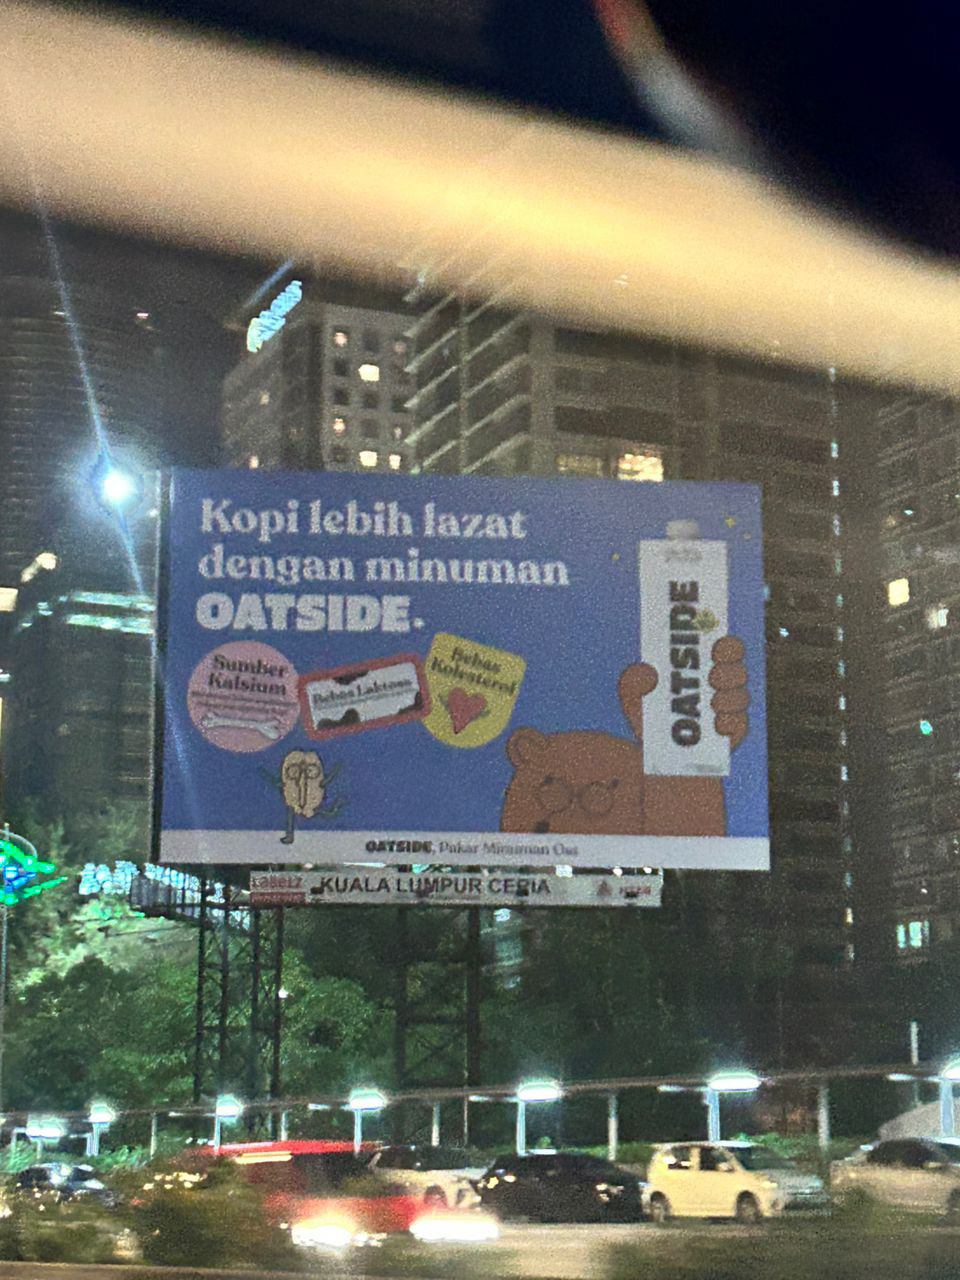 Kopi lebih lazat
dengan minuman
OATSIDE.
Sumber
Kalsium
Bebas Laktosa
Bebas
Kolesterol
OATSIDE
OATSIDE, Pakar Minuman Oat
KUALA LUMPUR CERIA